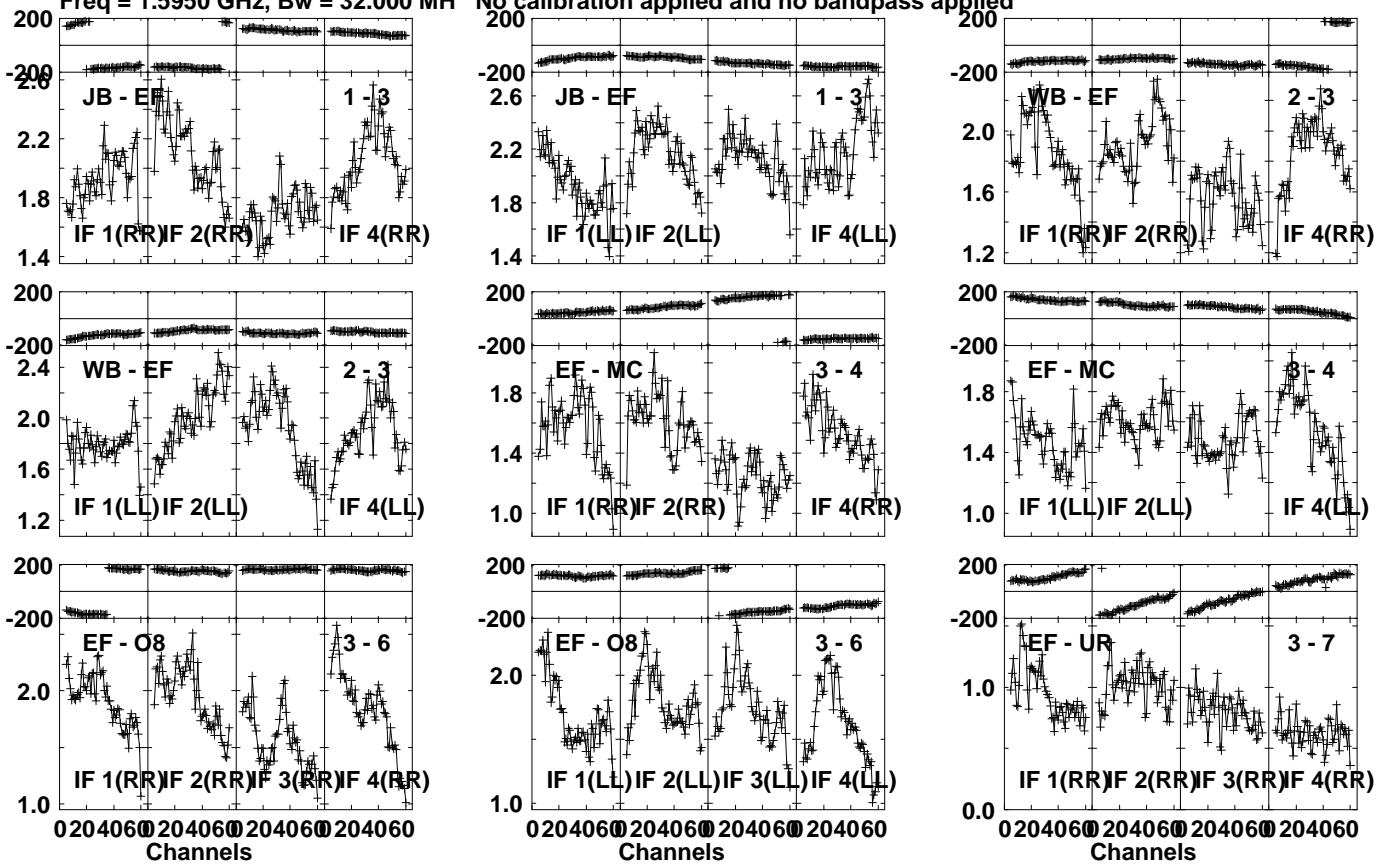 Freq = 1.5950 GHz, Bw = 32.000 MH No calibration applied and no bandpass applied
200
-200
2.6
2.2
1.8
1.4
JB - EF 1 - 3
IF 1(RR) IF 2(RR) IF 4(RR)
200
-200
2.6
2.2
1.8
1.4
JB - EF 1 - 3
IF 1(LL) IF 2(LL) IF 4(LL)
200
-200
2.0
1.6
1.2
WB - EF 2 - 3
IF 1(RR) IF 2(RR) IF 4(RR)
200
-200
2.4
2.0
1.6
1.2
WB - EF 2 - 3
IF 1(LL) IF 2(LL) IF 4(LL)
200
-200
1.8
1.4
1.0
EF - MC 3 - 4
IF 1(RR) IF 2(RR) IF 4(RR)
200
-200
1.8
1.4
1.0
EF - MC 3 - 4
IF 1(LL) IF 2(LL) IF 4(LL)
200
-200
2.0
1.0
EF - O8 3 - 6
IF 1(RR) IF 2(RR) IF 3(RR) IF 4(RR)
0 20 40 60 0 20 40 60 0 20 40 60 0 20 40 60
Channels
200
-200
2.0
1.0
EF - O8 3 - 6
IF 1(LL) IF 2(LL) IF 3(LL) IF 4(LL)
0 20 40 60 0 20 40 60 0 20 40 60 0 20 40 60
Channels
200
-200
1.0
0.0
EF - UR 3 - 7
IF 1(RR) IF 2(RR) IF 3(RR) IF 4(RR)
0 20 40 60 0 20 40 60 0 20 40 60 0 20 40 60
Channels